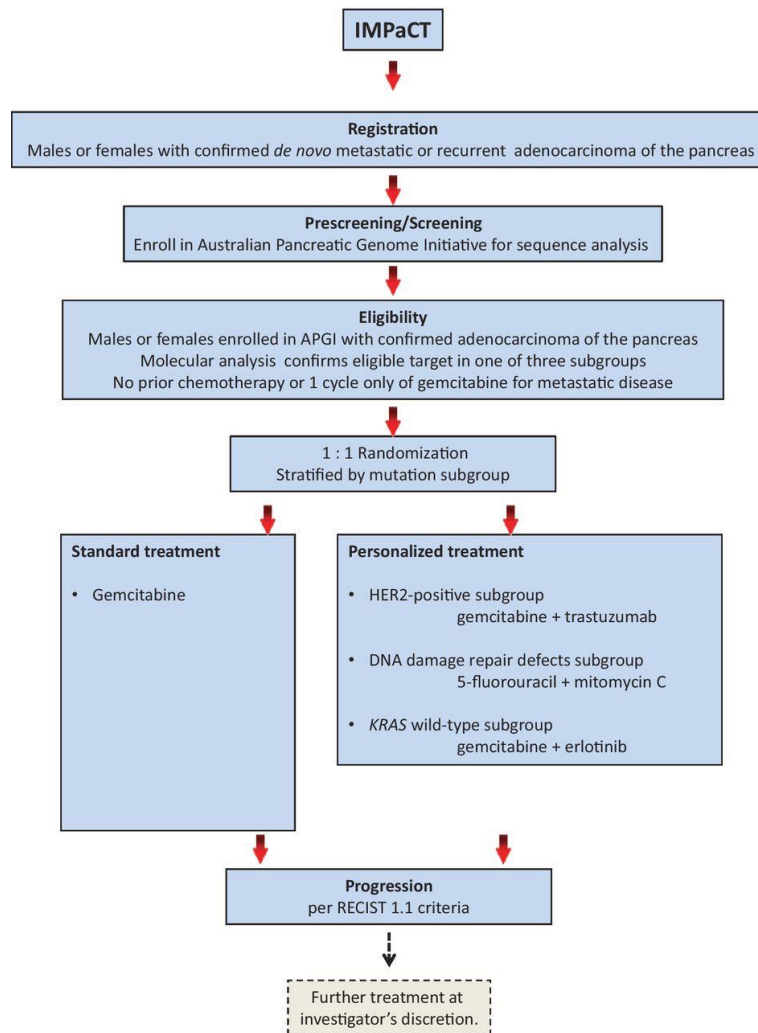 IMPaCT
Registration
Males or females with confirmed de novo metastatic or recurrent adenocarcinoma of the pancreas
Prescreening/Screening
Enroll in Australian Pancreatic Genome Initiative for sequence analysis
Eligibility
Males or females enrolled in APGI with confirmed adenocarcinoma of the pancreas
Molecular analysis confirms eligible target in one of three subgroups
No prior chemotherapy or 1 cycle only of gemcitabine for metastatic disease
1 : 1 Randomization
Stratified by mutation subgroup
Standard treatment
• Gemcitabine
Personalized treatment
• HER2-positive subgroup
gemcitabine + trastuzumab
• DNA damage repair defects subgroup
5-fluorouracil + mitomycin C
• KRAS wild-type subgroup
gemcitabine + erlotinib
Progression
per RECIST 1.1 criteria
Further treatment at
investigator's discretion.